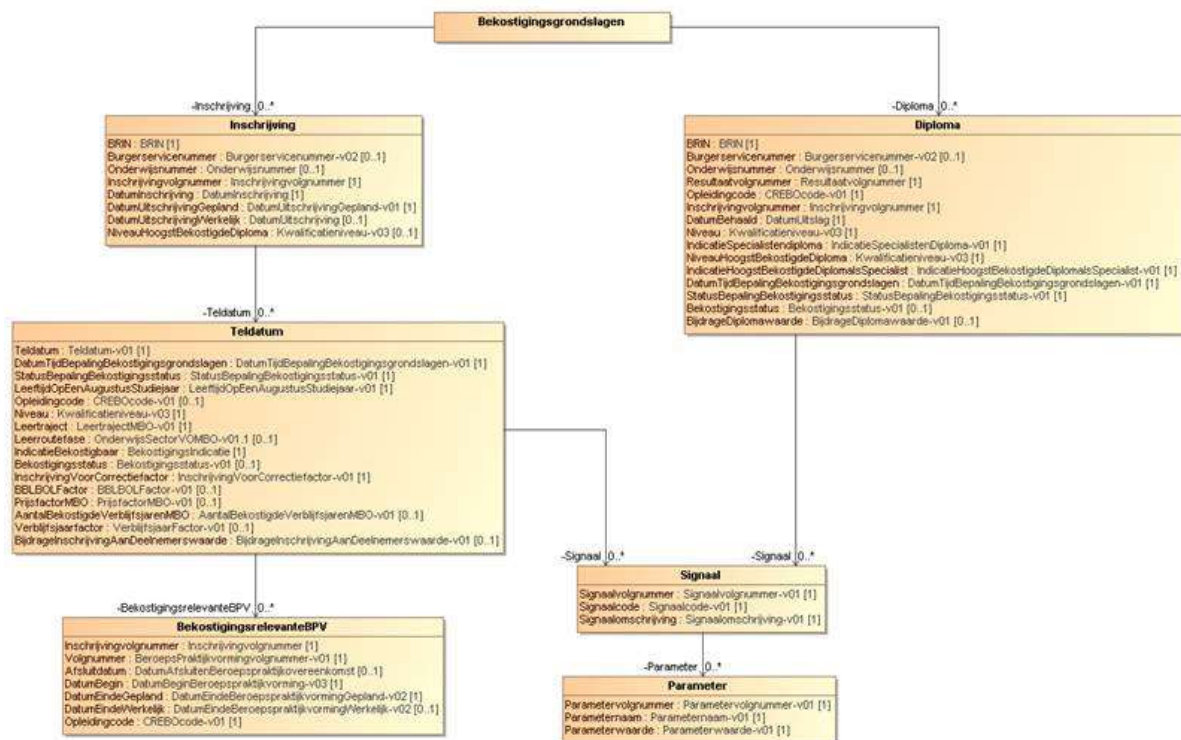 Bekostigingsgrondslagen
-Inschrijving 0..*
-Diploma 0..*
Inschrijving
BRIN : BRIN [1]
Burgerservicenummer : Burgerservicenummer-v02 [0..1]
Onderwijsnummer : Onderwijsnummer [0..1]
Inschrijvingvolgnummer : Inschrijvingvolgnummer [1]
DatumInschrijving : DatumInschrijving [1]
DatumUitschrijvingGepland : DatumUitschrijvingGepland-v01 [1]
DatumUitschrijvingWerkelijk : DatumUitschrijving [0..1]
NiveauHoogstBekostigdeDiploma : Kwalificatieniveau-v03 [0..1]
Diploma
BRIN : BRIN [1]
Burgerservicenummer : Burgerservicenummer-v02 [0..1]
Onderwijsnummer : Onderwijsnummer [0..1]
Resultaatvolgnummer : Resultaatvolgnummer [1]
Opleidingcode : CREBOcode-v01 [1]
Inschrijvingvolgnummer : Inschrijvingvolgnummer [1]
DatumBehaald : DatumUitslag [1]
Niveau : Kwalificatieniveau-v03 [1]
IndicatieSpecialistendiploma : IndicatieSpecialistenDiploma-v01 [1]
NiveauHoogstBekostigdeDiploma : Kwalificatieniveau-v03 [1]
IndicatieHoogstBekostigdeDiplomaIsSpecialist : IndicatieHoogstBekostigdeDiplomaIsSpecialist-v01 [1]
DatumTijdBepalingBekostigingsgrondslagen : DatumTijdBepalingBekostigingsgrondslagen-v01 [1]
StatusBepalingBekostigingsstatus : StatusBepalingBekostigingsstatus-v01 [1]
Bekostigingsstatus : Bekostigingsstatus-v01 [0..1]
BijdrageDiplomawaarde : BijdrageDiplomawaarde-v01 [0..1]
-Teldatum 0..*
Teldatum
Teldatum : Teldatum-v01 [1]
DatumTijdBepalingBekostigingsgrondslagen : DatumTijdBepalingBekostigingsgrondslagen-v01 [1]
StatusBepalingBekostigingsstatus : StatusBepalingBekostigingsstatus-v01 [1]
LeeftijdOpEenAugustusStudiejaar : LeeftijdOpEenAugustusStudiejaar-v01 [1]
Opleidingcode : CREBOcode-v01 [0..1]
Niveau : Kwalificatieniveau-v03 [1]
Leertraject : LeertrajectMBO-v01 [1]
Leerroutefase : OnderwijsSectorVOMBO-v01.1 [0..1]
IndicatieBekostigbaar : BekostigingsIndicatie [1]
Bekostigingsstatus : Bekostigingsstatus-v01 [0..1]
InschrijvingVoorCorrectiefactor : InschrijvingVoorCorrectiefactor-v01 [1]
BBLBOLFactor : BBLBOLFactor-v01 [0..1]
PrijsfactorMBO : PrijsfactorMBO-v01 [0..1]
AantalBekostigdeVerblijfsjarenMBO : AantalBekostigdeVerblijfsjarenMBO-v01 [0..1]
Verblijfsjaarfactor : VerblijfsjaarFactor-v01 [0..1]
BijdrageInschrijvingAanDeelnemerswaarde : BijdrageInschrijvingAanDeelnemerswaarde-v01 [0..1]
-Signaal 0..*
-Signaal 0..*
Signaal
Signaalvolgnummer : Signaalvolgnummer-v01 [1]
Signaalcode : Signaalcode-v01 [1]
Signaalomschrijving : Signaalomschrijving-v01 [1]
-BekostigingsrelevanteBPV 0..*
BekostigingsrelevanteBPV
Inschrijvingvolgnummer : Inschrijvingvolgnummer [1]
Volgnummer : BeroepsPraktijkvormingvolgnummer-v01 [1]
Afsluitdatum : DatumAfsluitenBeroepspraktijkovereenkomst [0..1]
DatumBegin : DatumBeginBeroepspraktijkvorming-v03 [1]
DatumEindeGepland : DatumEindeBeroepspraktijkvormingGepland-v02 [1]
DatumEindeWerkelijk : DatumEindeBeroepspraktijkvormingWerkelijk-v02 [0..1]
Opleidingcode : CREBOcode-v01 [1]
-Parameter 0..*
Parameter
Parametervolgnummer : Parametervolgnummer-v01 [1]
Parameternaam : Parameternaam-v01 [1]
Parameterwaarde : Parameterwaarde-v01 [1]